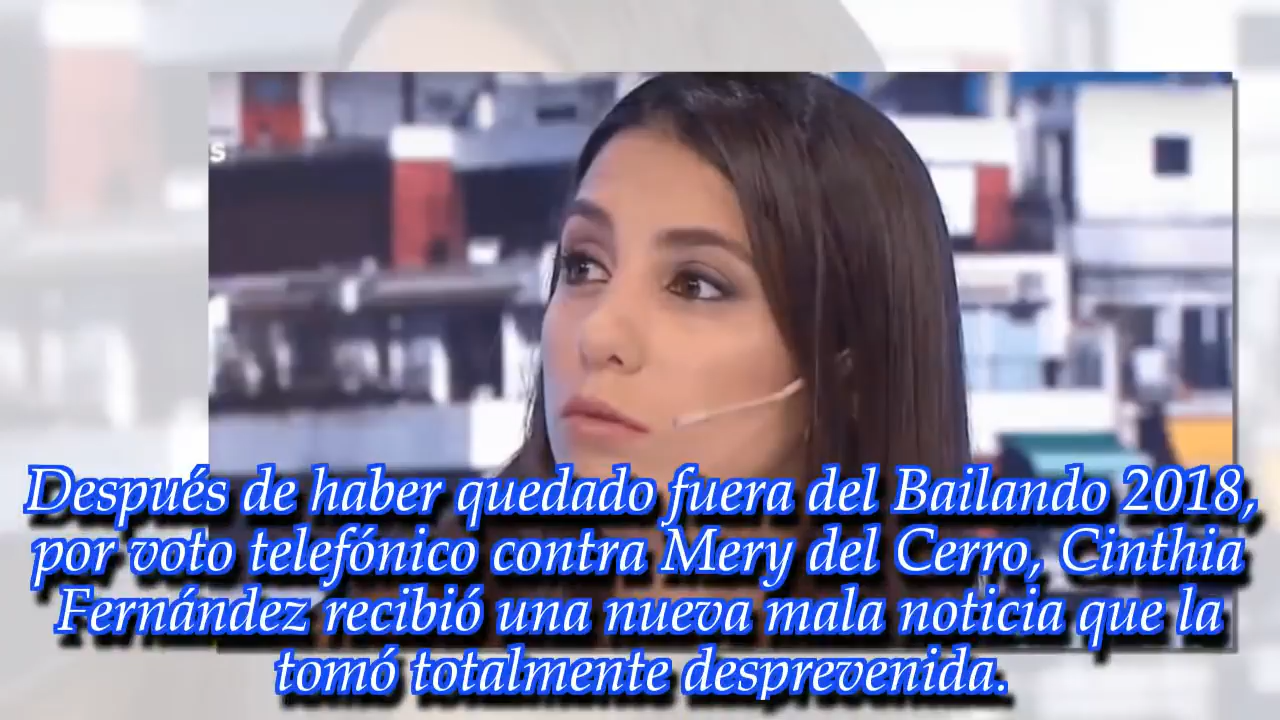 s
Después de haber quedado fuera del Bailando 2018,
por voto telefónico contra Mery del Cerro, Cinthia
Fernández recibió una nueva mala noticia que la
tomó totalmente desprevenida.